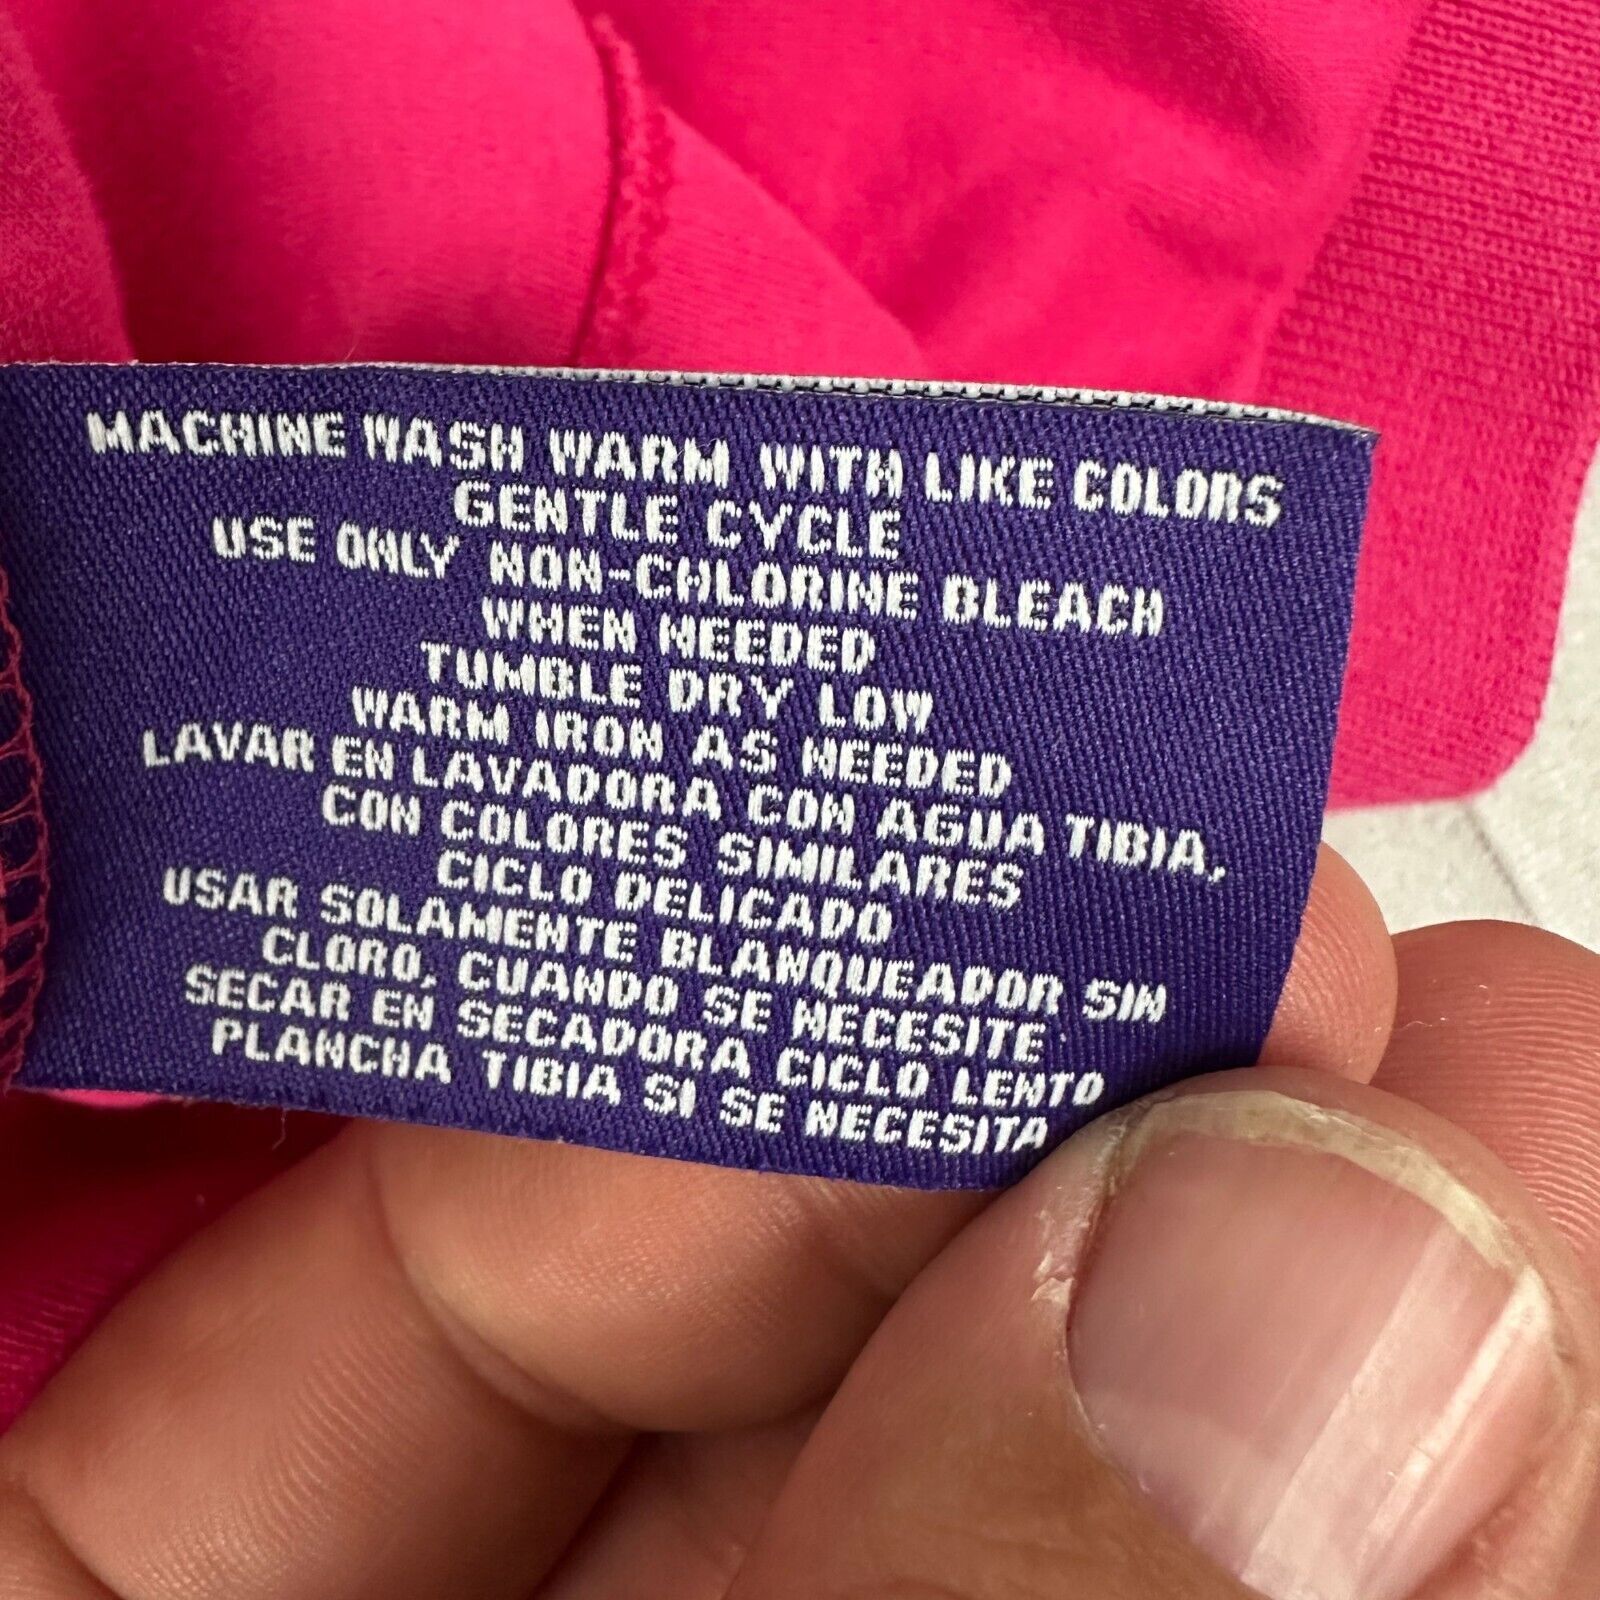 MACHINE WASH WARM WITH LIKE COLORS
GENTLE CYCLE
USE ONLY NON-CHLORINE BLEACH
WHEN NEEDED
TUMBLE DRY LOW
WARM IRON AS NEEDED
LAVAR EN LAVADORA CON AGUA TIBIA,
CON COLORES SIMILARES
CICLO DELICADO
USAR SOLAMENTE BLANQUEADOR SIN
CLORO, CUANDO SE NECESITE
SECAR EN SECADORA CICLO LENTO
PLANCHA TIBIA SI SE NECESITA